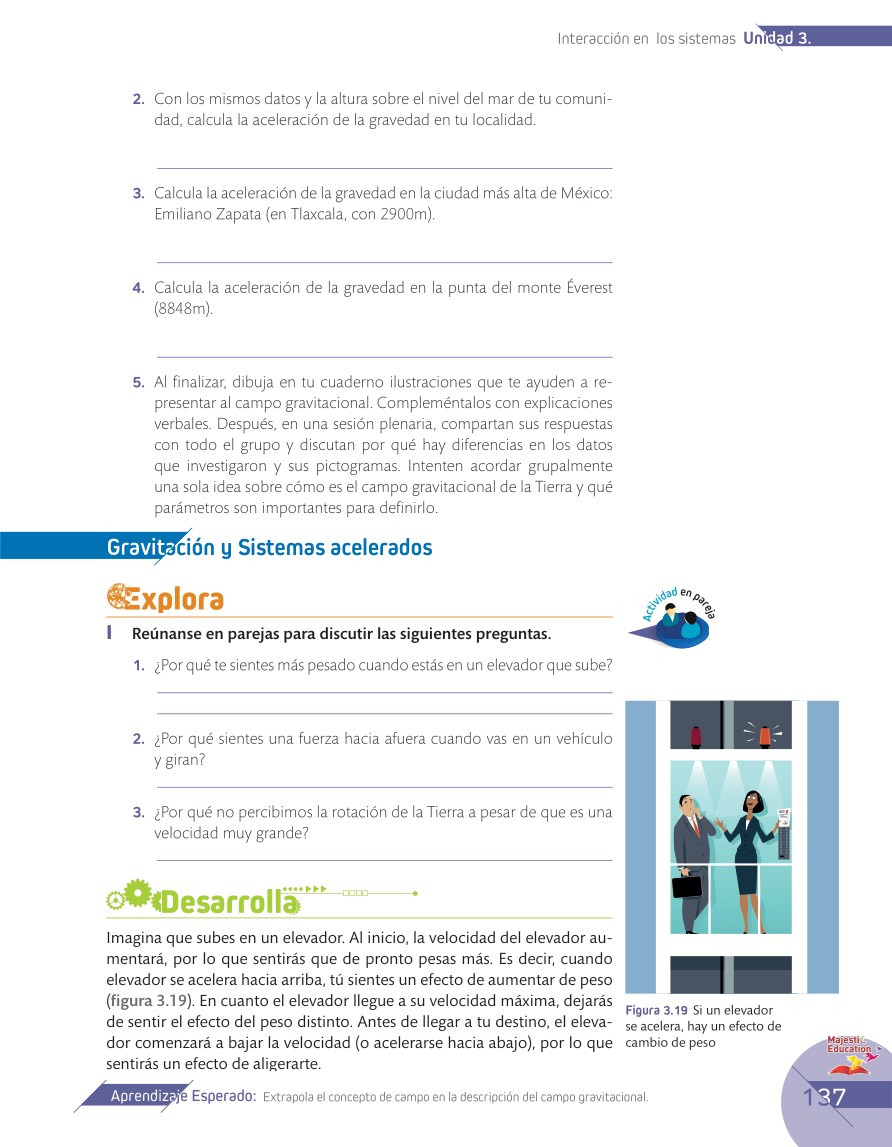 Interacción en los sistemas Unidad 3.
2. Con los mismos datos y la altura sobre el nivel del mar de tu comuni-
dad, calcula la aceleración de la gravedad en tu localidad.
3. Calcula la aceleración de la gravedad en la ciudad más alta de México:
Emiliano Zapata (en Tlaxcala, con 2900m).
4. Calcula la aceleración de la gravedad en la punta del monte Éverest
(8848m).
5. Al finalizar, dibuja en tu cuaderno ilustraciones que te ayuden a re-
presentar al campo gravitacional. Compleméntalos con explicaciones
verbales. Después, en una sesión plenaria, compartan sus respuestas
con todo el grupo y discutan por qué hay diferencias en los datos
que investigaron y sus pictogramas. Intenten acordar grupalmente
una sola idea sobre cómo es el campo gravitacional de la Tierra y qué
parámetros son importantes para definirlo.
Gravitación y Sistemas acelerados
Explora
Actividad en pareja
I Reúnanse en parejas para discutir las siguientes preguntas.
1. ¿Por qué te sientes más pesado cuando estás en un elevador que sube?
2. ¿Por qué sientes una fuerza hacia afuera cuando vas en un vehículo
y giran?
3. ¿Por qué no percibimos la rotación de la Tierra a pesar de que es una
velocidad muy grande?
Desarrolla
Imagina que subes en un elevador. Al inicio, la velocidad del elevador au-
mentará, por lo que sentirás que de pronto pesas más. Es decir, cuando
elevador se acelera hacia arriba, tú sientes un efecto de aumentar de peso
(figura 3.19). En cuanto el elevador llegue a su velocidad máxima, dejarás
de sentir el efecto del peso distinto. Antes de llegar a tu destino, el eleva-
dor comenzará a bajar la velocidad (o acelerarse hacia abajo), por lo que
sentirás un efecto de aligerarte.
Figura 3.19 Si un elevador
se acelera, hay un efecto de
cambio de peso
Majestic
Education
Aprendizaje Esperado: Extrapola el concepto de campo en la descripción del campo gravitacional.
137